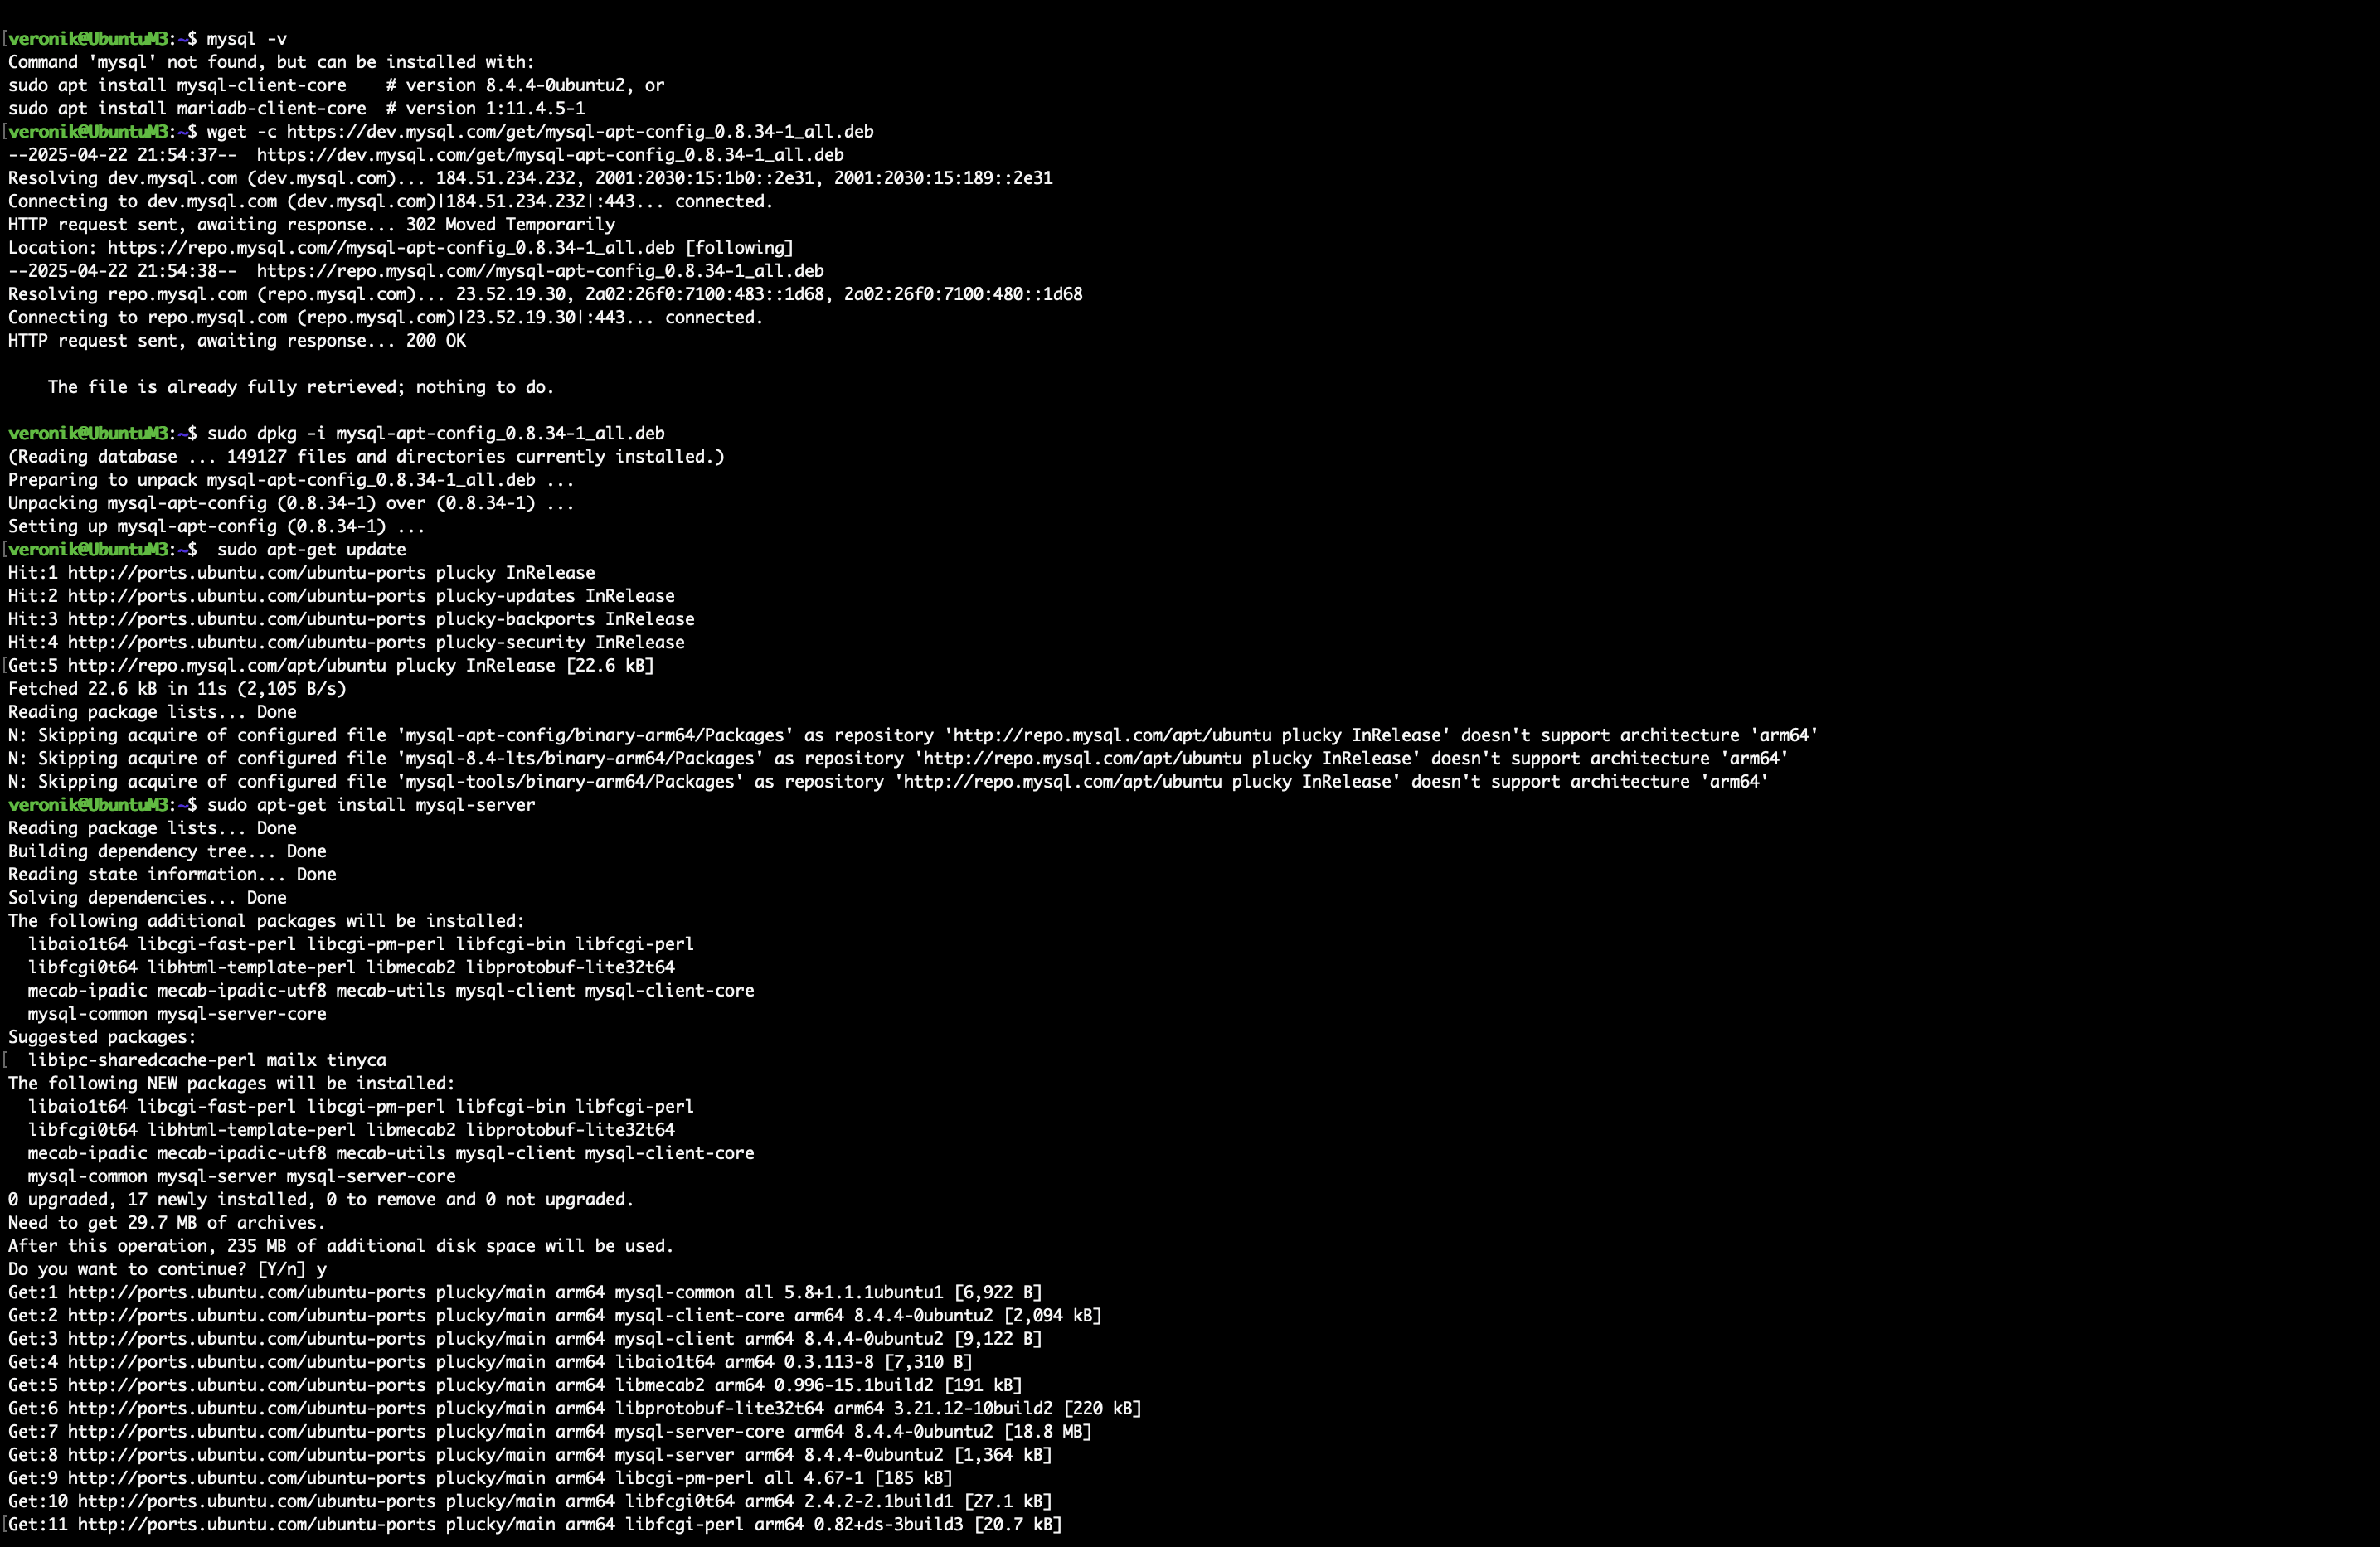 [veronik@UbuntuM3:~$ mysql -v
Command 'mysql' not found, but can be installed with:
sudo apt install mysql-client-core    # version 8.4.4-0ubuntu2, or
sudo apt install mariadb-client-core  # version 1:11.4.5-1
[veronik@UbuntuM3:~$ wget -c https://dev.mysql.com/get/mysql-apt-config_0.8.34-1_all.deb
--2025-04-22 21:54:37--  https://dev.mysql.com/get/mysql-apt-config_0.8.34-1_all.deb
Resolving dev.mysql.com (dev.mysql.com)... 184.51.234.232, 2001:2030:15:1b0::2e31, 2001:2030:15:189::2e31
Connecting to dev.mysql.com (dev.mysql.com)|184.51.234.232|:443... connected.
HTTP request sent, awaiting response... 302 Moved Temporarily
Location: https://repo.mysql.com//mysql-apt-config_0.8.34-1_all.deb [following]
--2025-04-22 21:54:38--  https://repo.mysql.com//mysql-apt-config_0.8.34-1_all.deb
Resolving repo.mysql.com (repo.mysql.com)... 23.52.19.30, 2a02:26f0:7100:483::1d68, 2a02:26f0:7100:480::1d68
Connecting to repo.mysql.com (repo.mysql.com)|23.52.19.30|:443... connected.
HTTP request sent, awaiting response... 200 OK

    The file is already fully retrieved; nothing to do.

veronik@UbuntuM3:~$ sudo dpkg -i mysql-apt-config_0.8.34-1_all.deb
(Reading database ... 149127 files and directories currently installed.)
Preparing to unpack mysql-apt-config_0.8.34-1_all.deb ...
Unpacking mysql-apt-config (0.8.34-1) over (0.8.34-1) ...
Setting up mysql-apt-config (0.8.34-1) ...
[veronik@UbuntuM3:~$  sudo apt-get update
Hit:1 http://ports.ubuntu.com/ubuntu-ports plucky InRelease
Hit:2 http://ports.ubuntu.com/ubuntu-ports plucky-updates InRelease
Hit:3 http://ports.ubuntu.com/ubuntu-ports plucky-backports InRelease
Hit:4 http://ports.ubuntu.com/ubuntu-ports plucky-security InRelease
[Get:5 http://repo.mysql.com/apt/ubuntu plucky InRelease [22.6 kB]
Fetched 22.6 kB in 11s (2,105 B/s)
Reading package lists... Done
N: Skipping acquire of configured file 'mysql-apt-config/binary-arm64/Packages' as repository 'http://repo.mysql.com/apt/ubuntu plucky InRelease' doesn't support architecture 'arm64'
N: Skipping acquire of configured file 'mysql-8.4-lts/binary-arm64/Packages' as repository 'http://repo.mysql.com/apt/ubuntu plucky InRelease' doesn't support architecture 'arm64'
N: Skipping acquire of configured file 'mysql-tools/binary-arm64/Packages' as repository 'http://repo.mysql.com/apt/ubuntu plucky InRelease' doesn't support architecture 'arm64'
veronik@UbuntuM3:~$ sudo apt-get install mysql-server
Reading package lists... Done
Building dependency tree... Done
Reading state information... Done
Solving dependencies... Done
The following additional packages will be installed:
  libaio1t64 libcgi-fast-perl libcgi-pm-perl libfcgi-bin libfcgi-perl
  libfcgi0t64 libhtml-template-perl libmecab2 libprotobuf-lite32t64
  mecab-ipadic mecab-ipadic-utf8 mecab-utils mysql-client mysql-client-core
  mysql-common mysql-server-core
Suggested packages:
[  libipc-sharedcache-perl mailx tinyca
The following NEW packages will be installed:
  libaio1t64 libcgi-fast-perl libcgi-pm-perl libfcgi-bin libfcgi-perl
  libfcgi0t64 libhtml-template-perl libmecab2 libprotobuf-lite32t64
  mecab-ipadic mecab-ipadic-utf8 mecab-utils mysql-client mysql-client-core
  mysql-common mysql-server mysql-server-core
0 upgraded, 17 newly installed, 0 to remove and 0 not upgraded.
Need to get 29.7 MB of archives.
After this operation, 235 MB of additional disk space will be used.
Do you want to continue? [Y/n] y
Get:1 http://ports.ubuntu.com/ubuntu-ports plucky/main arm64 mysql-common all 5.8+1.1.1ubuntu1 [6,922 B]
Get:2 http://ports.ubuntu.com/ubuntu-ports plucky/main arm64 mysql-client-core arm64 8.4.4-0ubuntu2 [2,094 kB]
Get:3 http://ports.ubuntu.com/ubuntu-ports plucky/main arm64 mysql-client arm64 8.4.4-0ubuntu2 [9,122 B]
Get:4 http://ports.ubuntu.com/ubuntu-ports plucky/main arm64 libaio1t64 arm64 0.3.113-8 [7,310 B]
Get:5 http://ports.ubuntu.com/ubuntu-ports plucky/main arm64 libmecab2 arm64 0.996-15.1build2 [191 kB]
Get:6 http://ports.ubuntu.com/ubuntu-ports plucky/main arm64 libprotobuf-lite32t64 arm64 3.21.12-10build2 [220 kB]
Get:7 http://ports.ubuntu.com/ubuntu-ports plucky/main arm64 mysql-server-core arm64 8.4.4-0ubuntu2 [18.8 MB]
Get:8 http://ports.ubuntu.com/ubuntu-ports plucky/main arm64 mysql-server arm64 8.4.4-0ubuntu2 [1,364 kB]
Get:9 http://ports.ubuntu.com/ubuntu-ports plucky/main arm64 libcgi-pm-perl all 4.67-1 [185 kB]
Get:10 http://ports.ubuntu.com/ubuntu-ports plucky/main arm64 libfcgi0t64 arm64 2.4.2-2.1build1 [27.1 kB]
[Get:11 http://ports.ubuntu.com/ubuntu-ports plucky/main arm64 libfcgi-perl arm64 0.82+ds-3build3 [20.7 kB]